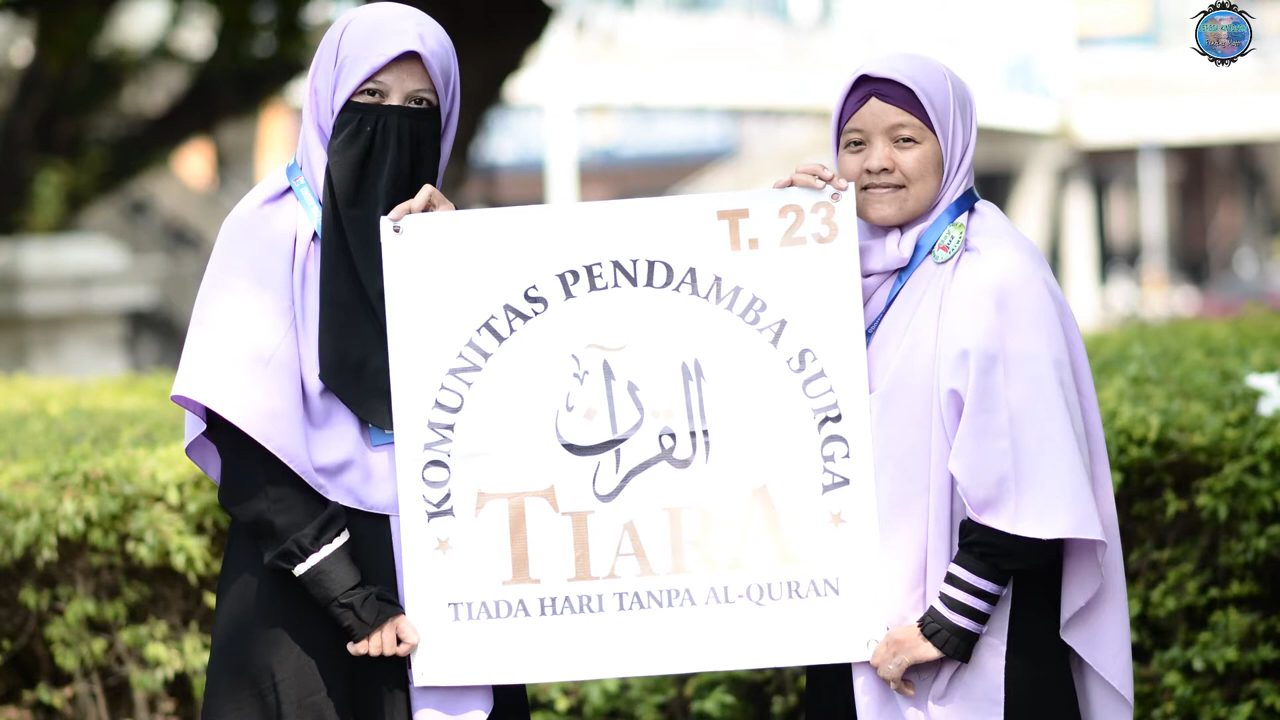 T. 23
KOMUNITAS PENDAMBA SURGA
القرآن
TIARA
TIADA HARI TANPA AL-QURAN